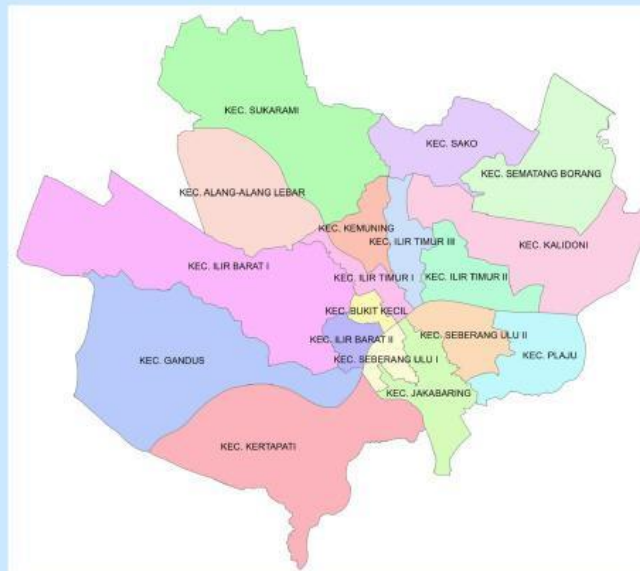 KEC. SUKARAMI
KEC. SAKO
KEC. SEMATANG BORANG
KEC. ALANG-ALANG LEBAR
KEC. KEMUNING
KEC. ILIR TIMUR III
KEC. KALIDONI
KEC. ILIR BARAT I
KEC. ILIR TIMUR I
KEC. ILIR TIMUR II
KEC. BUKIT KECIL
KEC. SEBERANG ULU II
KEC. ILIR BARAT II
KEC. GANDUS
KEC. SEBERANG ULU I
KEC. PLAJU
KEC. JAKABARING
KEC. KERTAPATI